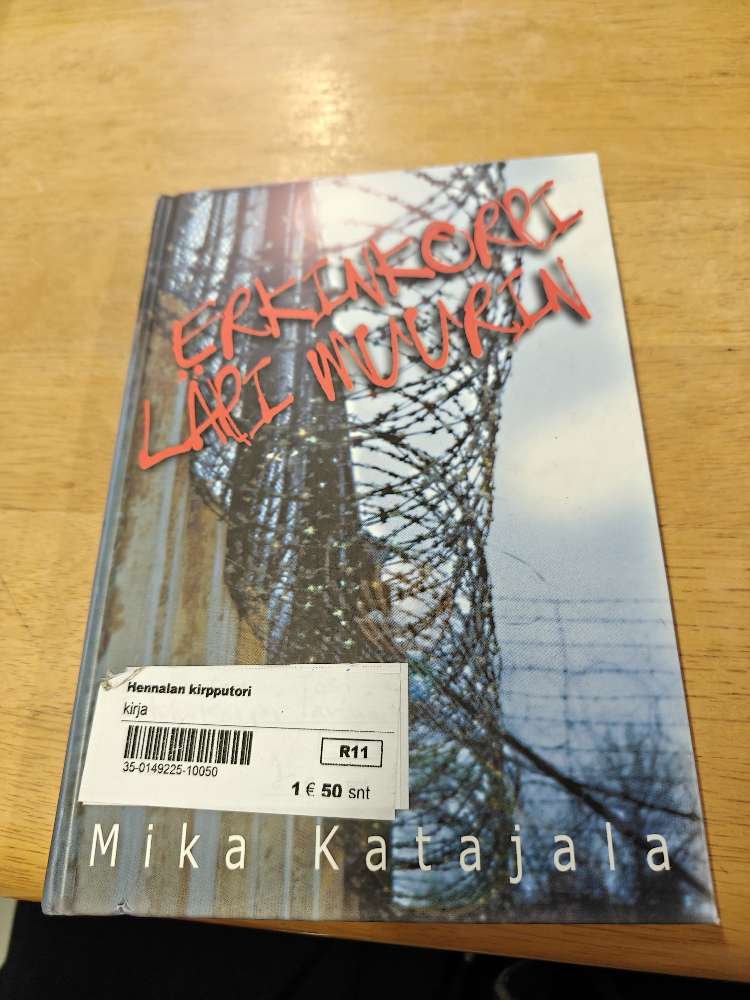 ERKINKORPI
LÄPI MUURIN
Hennalan kirpputori
kirja
R11
35-0149225-10050
1 € 50 snt
Mika Katajala